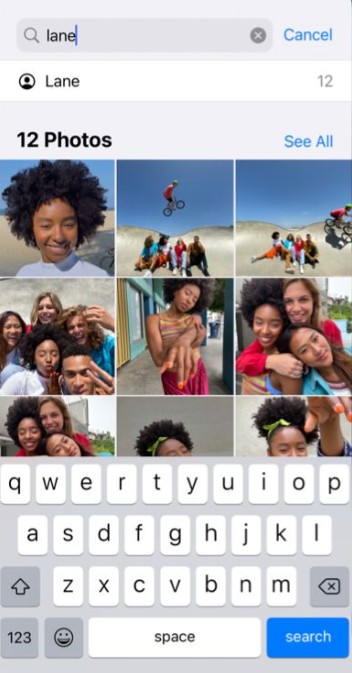 lane Cancel
Lane 12
12 Photos See All
q w e r t y u i o p
a s d f g h j k l
z x c v b n m
123 space search